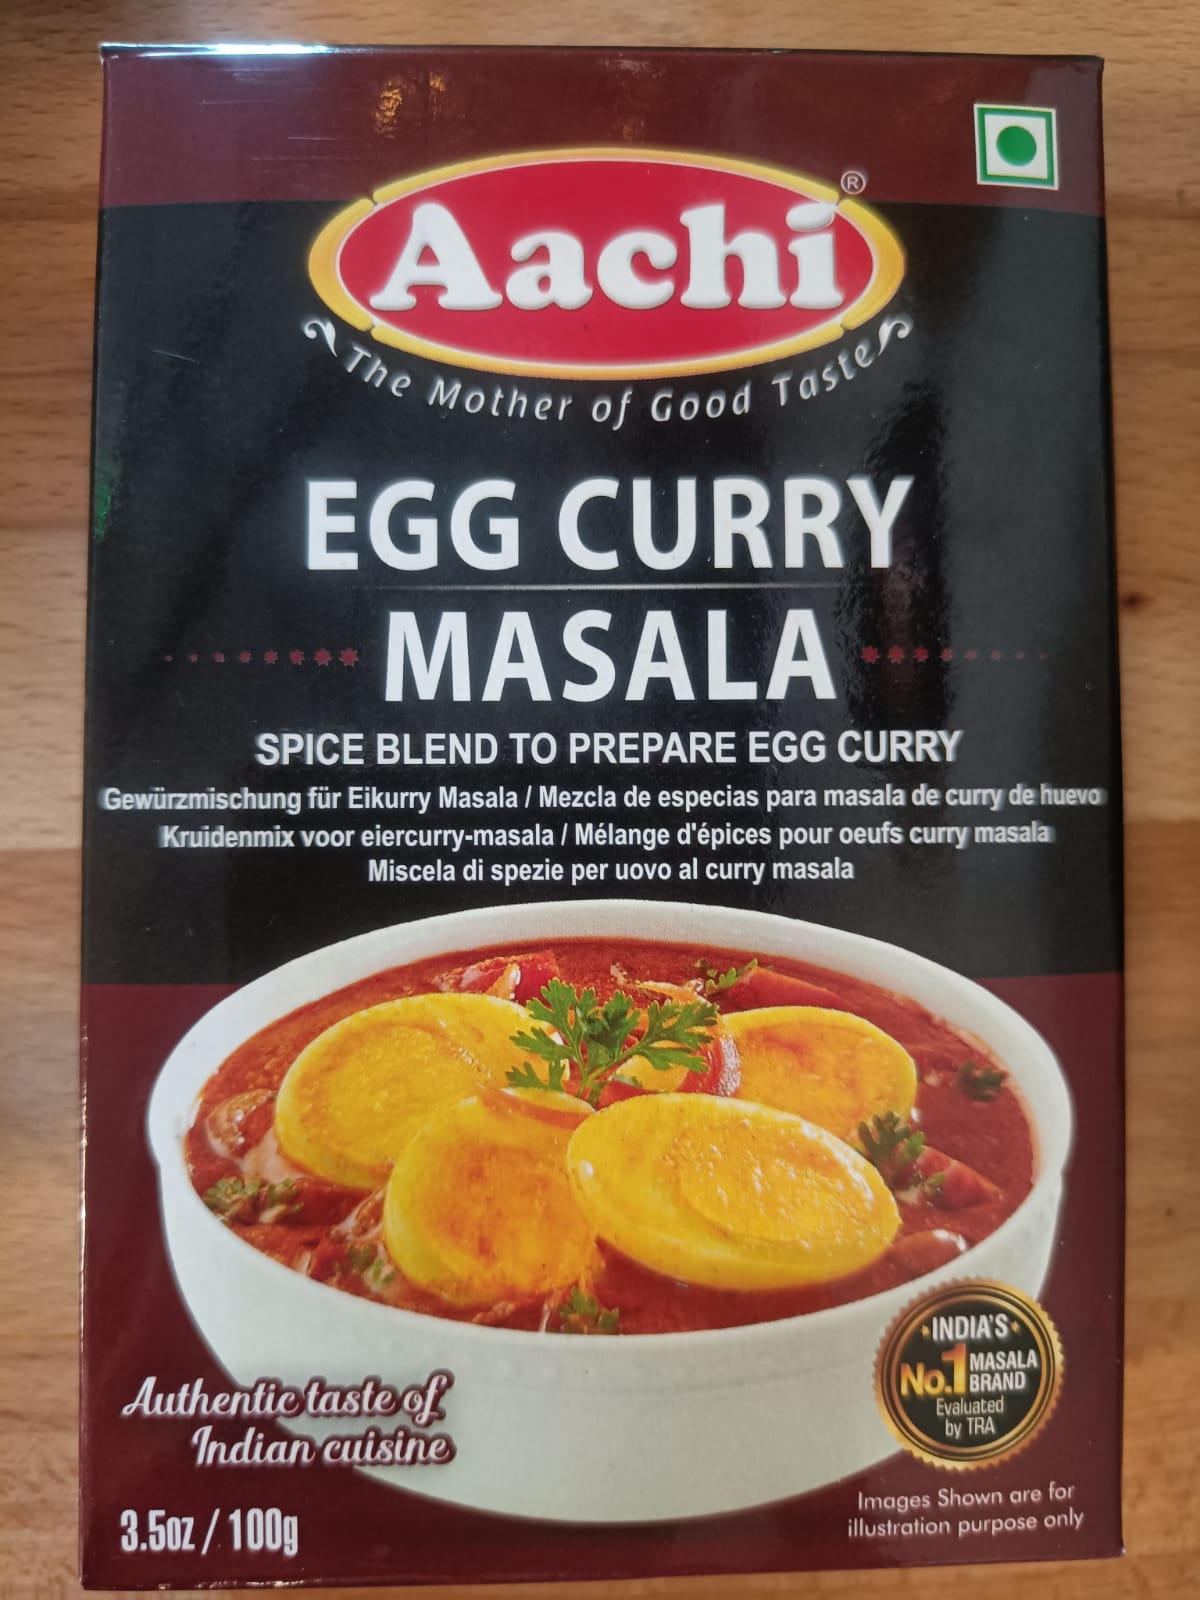 Aachi
®
The Mother of Good Taste
EGG CURRY
MASALA
SPICE BLEND TO PREPARE EGG CURRY
Gewürzmischung für Eikurry Masala / Mezcla de especias para masala de curry de huevo
Kruidenmix voor eiercurry-masala / Mélange d'épices pour oeufs curry masala
Miscela di spezie per uovo al curry masala
INDIA'S
No.1 MASALA
BRAND
Evaluated
by TRA
Authentic taste of
Indian cuisine
3.5oz / 100g
Images Shown are for
illustration purpose only